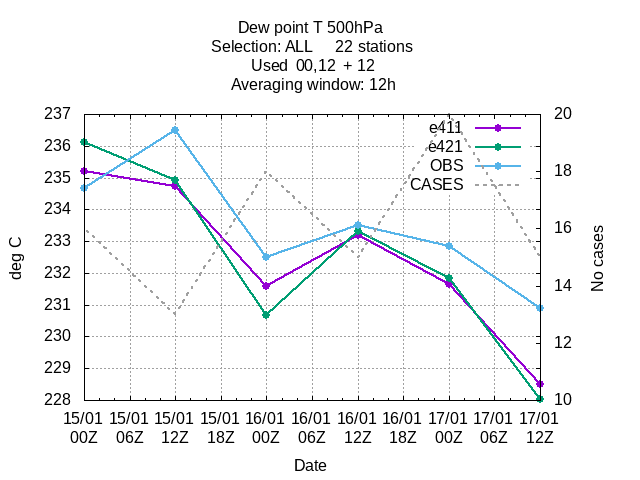 Dew point T 500hPa
Selection: ALL 22 stations
Used 00,12 + 12
Averaging window: 12h
237
236
235
234
233
232
231
230
229
228
20
18
16
14
12
10
e411
e421
OBS
CASES
deg C
No cases
15/01 15/01 15/01 15/01 16/01 16/01 16/01 16/01 17/01 17/01 17/01
00Z 06Z 12Z 18Z 00Z 06Z 12Z 18Z 00Z 06Z 12Z
Date